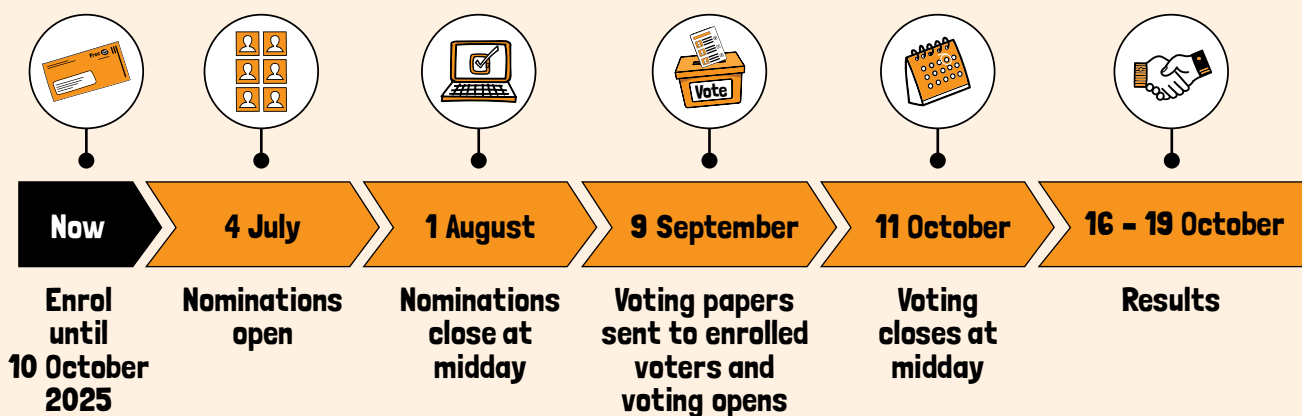 Free
Vote
Now
4 July
1 August
9 September
11 October
16 - 19 October
Enrol
until
10 October
2025
Nominations
open
Nominations
close at
midday
Voting papers
sent to enrolled
voters and
voting opens
Voting
closes at
midday
Results